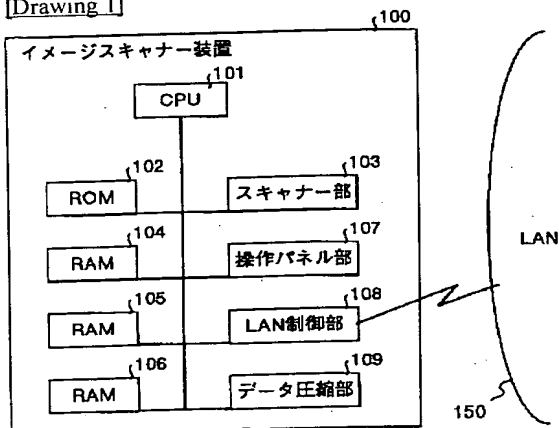 [Drawing 1]
100
イメージスキャナー装置
101
CPU
102
ROM
103
スキャナー部
104
RAM
107
操作パネル部
LAN
105
RAM
108
LAN制御部
106
RAM
109
データ圧縮部
150